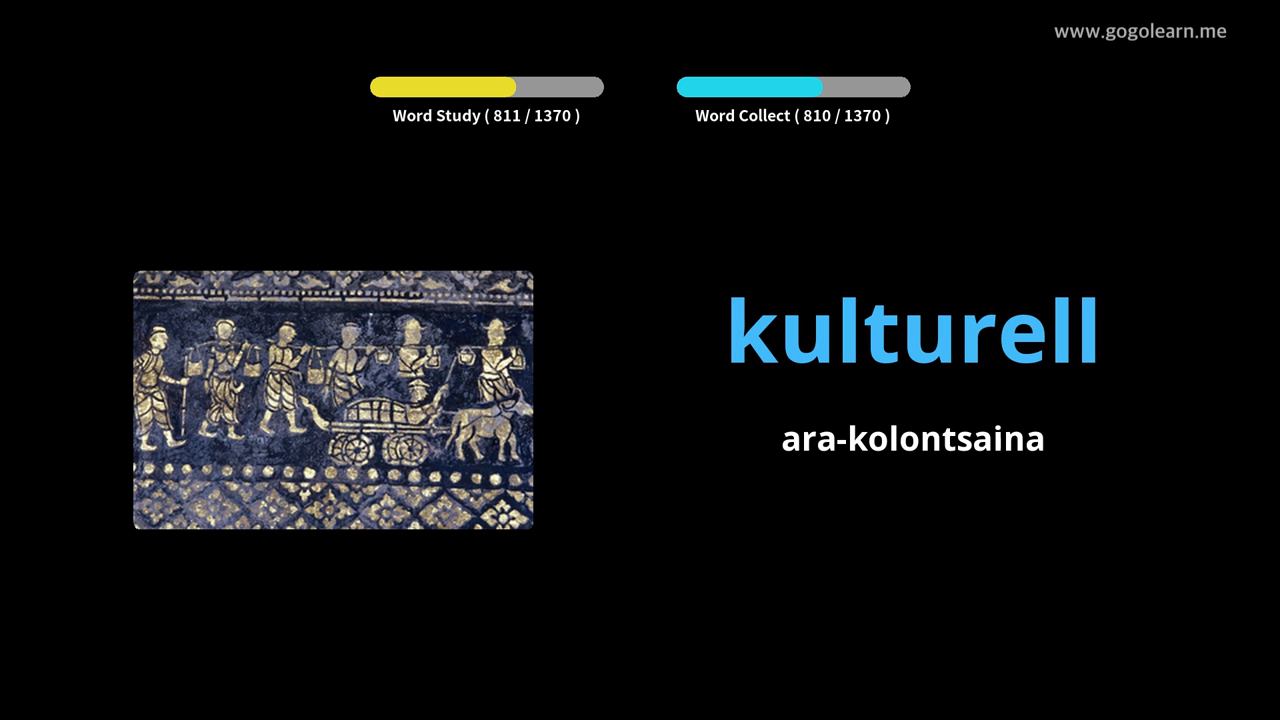 www.gogolearn.me
Word Study ( 811 / 1370 )
Word Collect ( 810 / 1370 )
kulturell
ara-kolontsaina